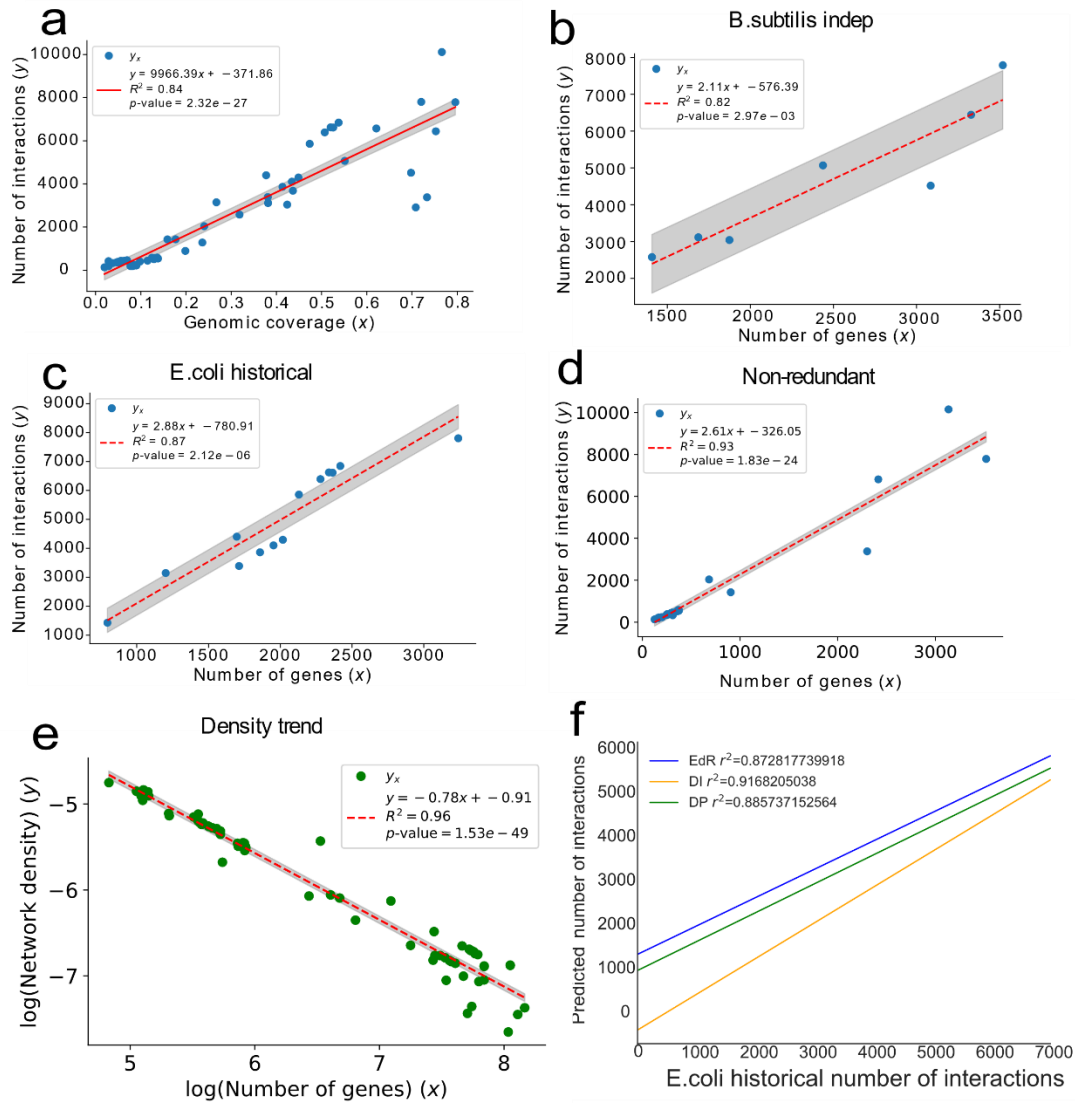 a
Number of interactions (y)
10000
8000
6000
4000
2000
0
y_x
y = 9966.39x + −371.86
R² = 0.84
p-value = 2.32e − 27
0.0 0.1 0.2 0.3 0.4 0.5 0.6 0.7 0.8
Genomic coverage (x)
b
B.subtilis indep
Number of interactions (y)
8000
7000
6000
5000
4000
3000
2000
y_x
y = 2.11x + −576.39
R² = 0.82
p-value = 2.97e − 03
1500 2000 2500 3000 3500
Number of genes (x)
c
E.coli historical
Number of interactions (y)
9000
8000
7000
6000
5000
4000
3000
2000
1000
y_x
y = 2.88x + −780.91
R² = 0.87
p-value = 2.12e − 06
1000 1500 2000 2500 3000
Number of genes (x)
d
Non-redundant
Number of interactions (y)
10000
8000
6000
4000
2000
0
y_x
y = 2.61x + −326.05
R² = 0.93
p-value = 1.83e − 24
0 1000 2000 3000
Number of genes (x)
e
Density trend
log(Network density) (y)
−5
−6
−7
y_x
y = −0.78x + −0.91
R² = 0.96
p-value = 1.53e − 49
5 6 7 8
log(Number of genes) (x)
f
Predicted number of interactions
6000
5000
4000
3000
2000
1000
0
EdR r²=0.872817739918
DI r²=0.9168205038
DP r²=0.885737152564
0 1000 2000 3000 4000 5000 6000 7000
E.coli historical number of interactions